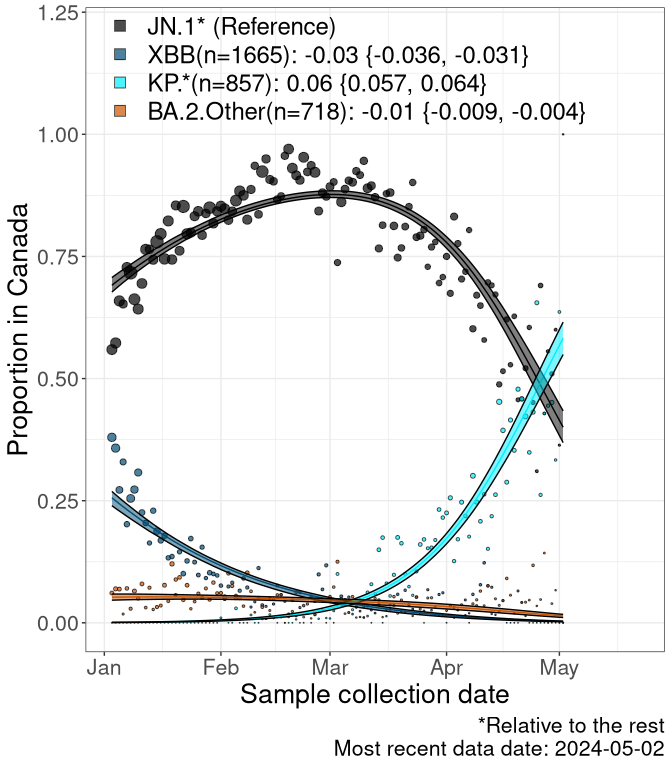 1.25
JN.1* (Reference)
XBB(n=1665): -0.03 {-0.036, -0.031}
KP.*(n=857): 0.06 {0.057, 0.064}
BA.2.Other(n=718): -0.01 {-0.009, -0.004}
1.00
0.75
0.50
0.25
0.00
Proportion in Canada
Jan Feb Mar Apr May
Sample collection date
*Relative to the rest
Most recent data date: 2024-05-02